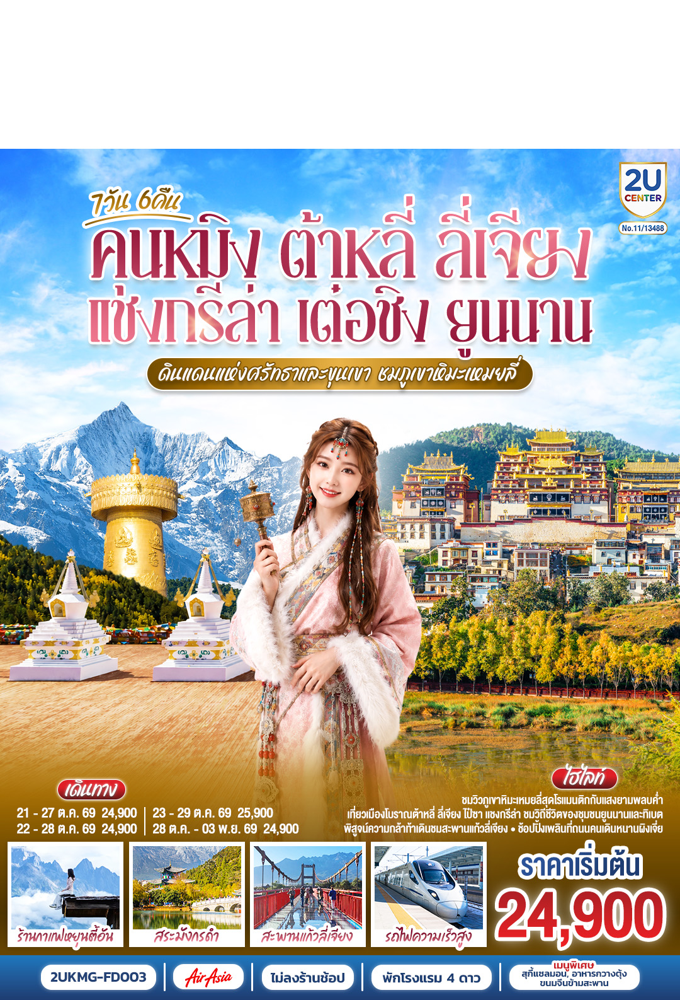 2U
CENTER
No.11/13488
7วัน 6คืน
คุนหมิง ต้าหลี่ ลี่เจียง
แชงกรีล่า เต๋อชิง ยูนนาน
ดินแดนแห่งศรัทธาและขุนเขา ชมภูเขาหิมะเหมยลี่
เดินทาง
21 - 27 ต.ค. 69 24,900
22 - 28 ต.ค. 69 24,900
23 - 29 ต.ค. 69 25,900
28 ต.ค. - 03 พ.ย. 69 24,900
ไฮไลท์
ชมวิวภูเขาหิมะเหมยลี่สุดโรแมนติกกับแสงยามพลบค่ำ
เที่ยวเมืองโบราณต้าหลี่ ลี่เจียง ไป๋ซา แชงกรีล่า ชมวิถีชีวิตของชุมชนยูนนานและทิเบต
พิสูจน์ความกล้าท้าเดินชมสะพานแก้วลี่เจียง • ช้อปปิ้งเพลินที่ถนนคนเดินหนานผิงเจี่ย
ร้านกาแฟหยุนตี้อัน
สระมังกรดำ
สะพานแก้วลี่เจียง
รถไฟความเร็วสูง
ราคาเริ่มต้น
24,900
2UKMG-FD003
AirAsia
ไม่ลงร้านช้อป
พักโรงแรม 4 ดาว
เมนูพิเศษ
สุกี้แซลมอน, อาหารกวางตุ้ง
ขนมจีนข้ามสะพาน